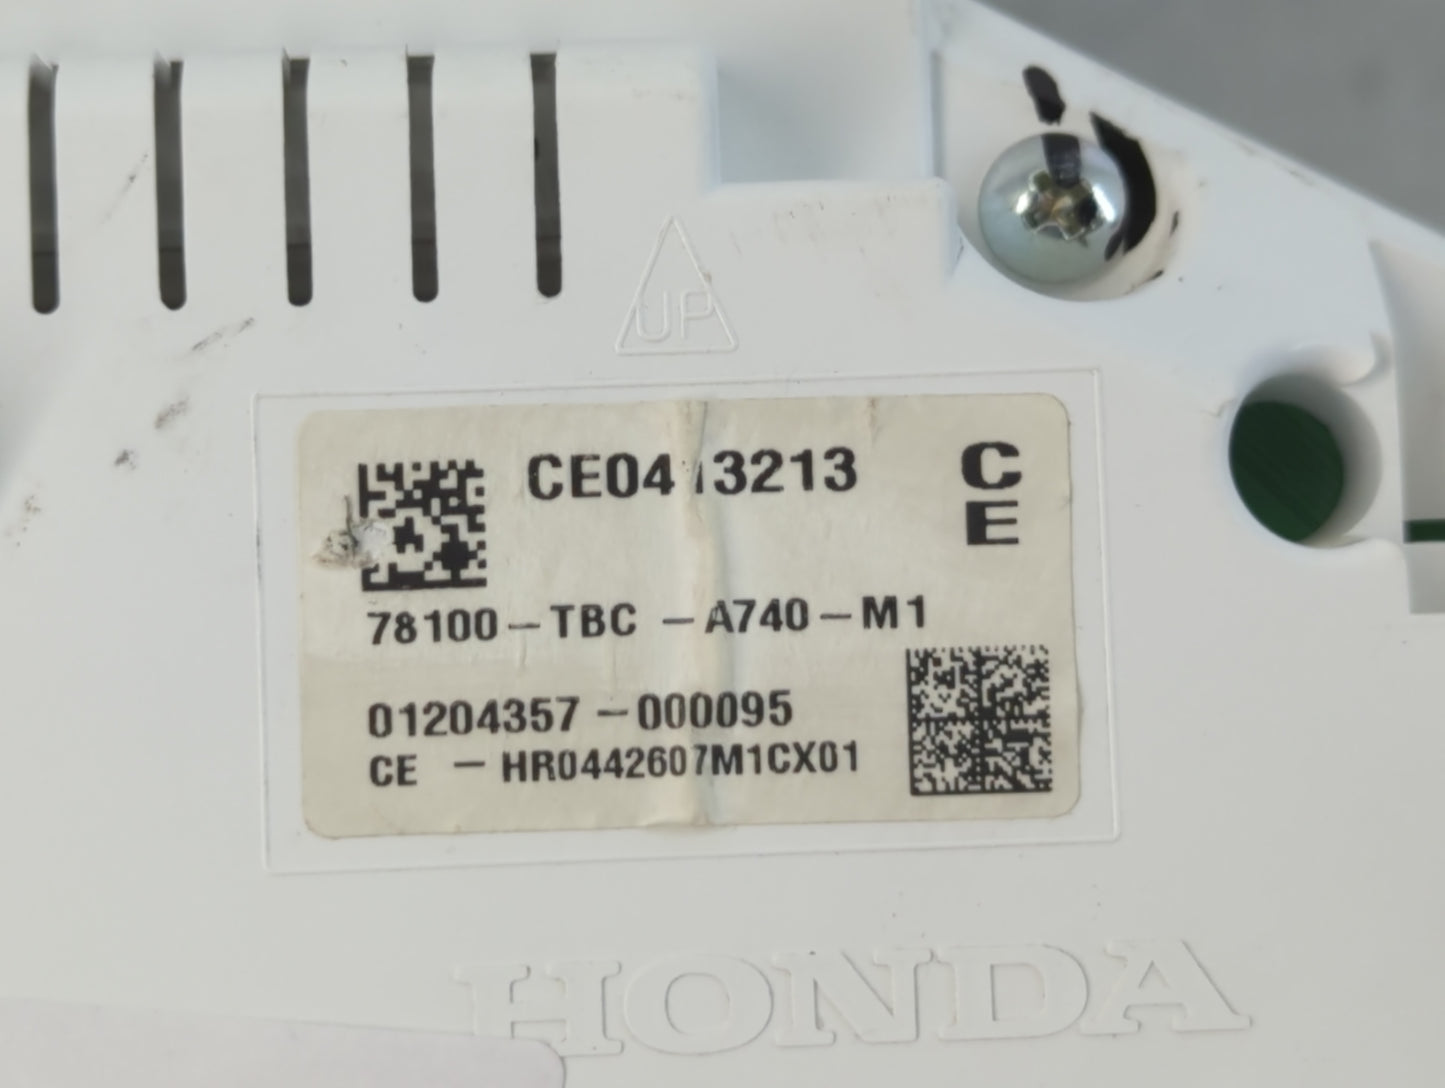 UP
CE0413213
C
E
78100-TBC -A740-M1
01204357 -000095
CE - HR0442607M1CX01
HONDA